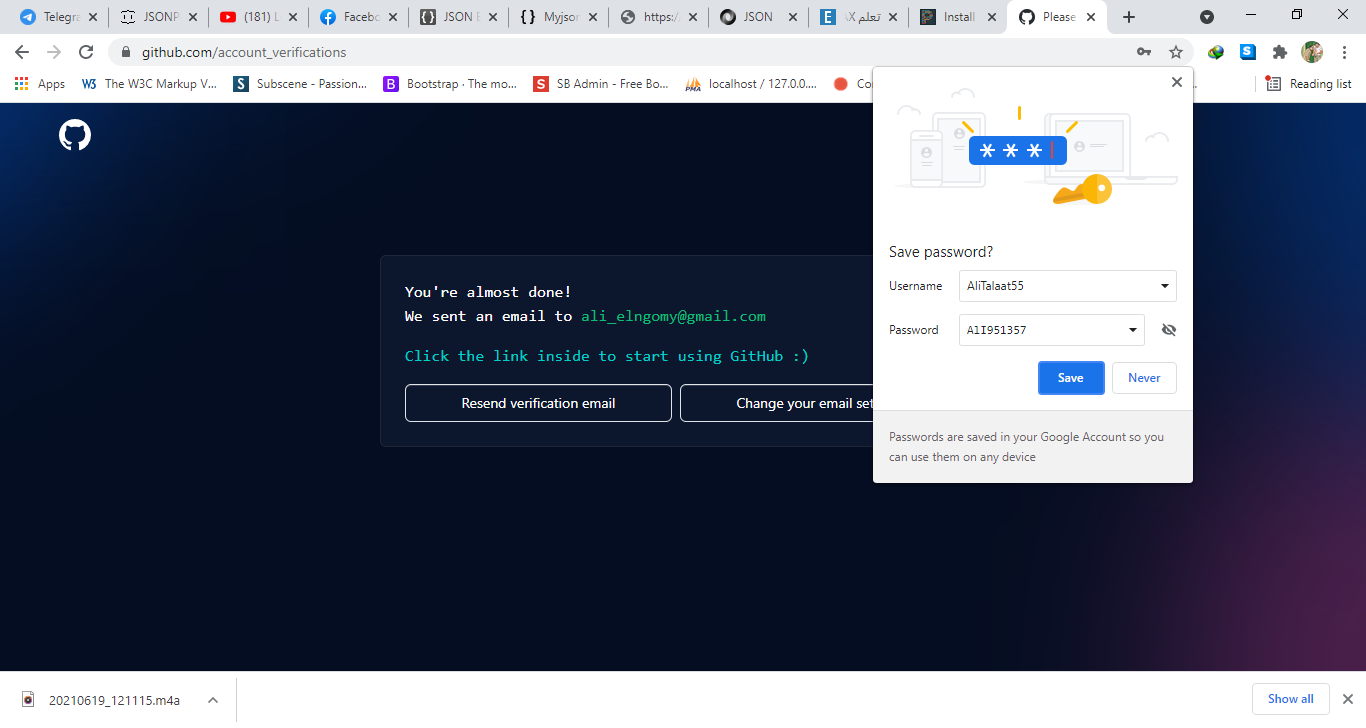 Telegra
JSONP
(181) L
Facebo
JSON E
Myjson
https:/
JSON
تعلم AX
Install
Please
github.com/account_verifications
Apps
The W3C Markup V...
Subscene - Passion...
Bootstrap · The mo...
SB Admin - Free Bo...
localhost / 127.0.0....
Co
Reading list
You're almost done!
We sent an email to ali_elngomy@gmail.com
Click the link inside to start using GitHub :)
Resend verification email
Change your email set
* * *
Save password?
Username
AliTalaat55
Password
AlI951357
Save
Never
Passwords are saved in your Google Account so you
can use them on any device
20210619_121115.m4a
Show all